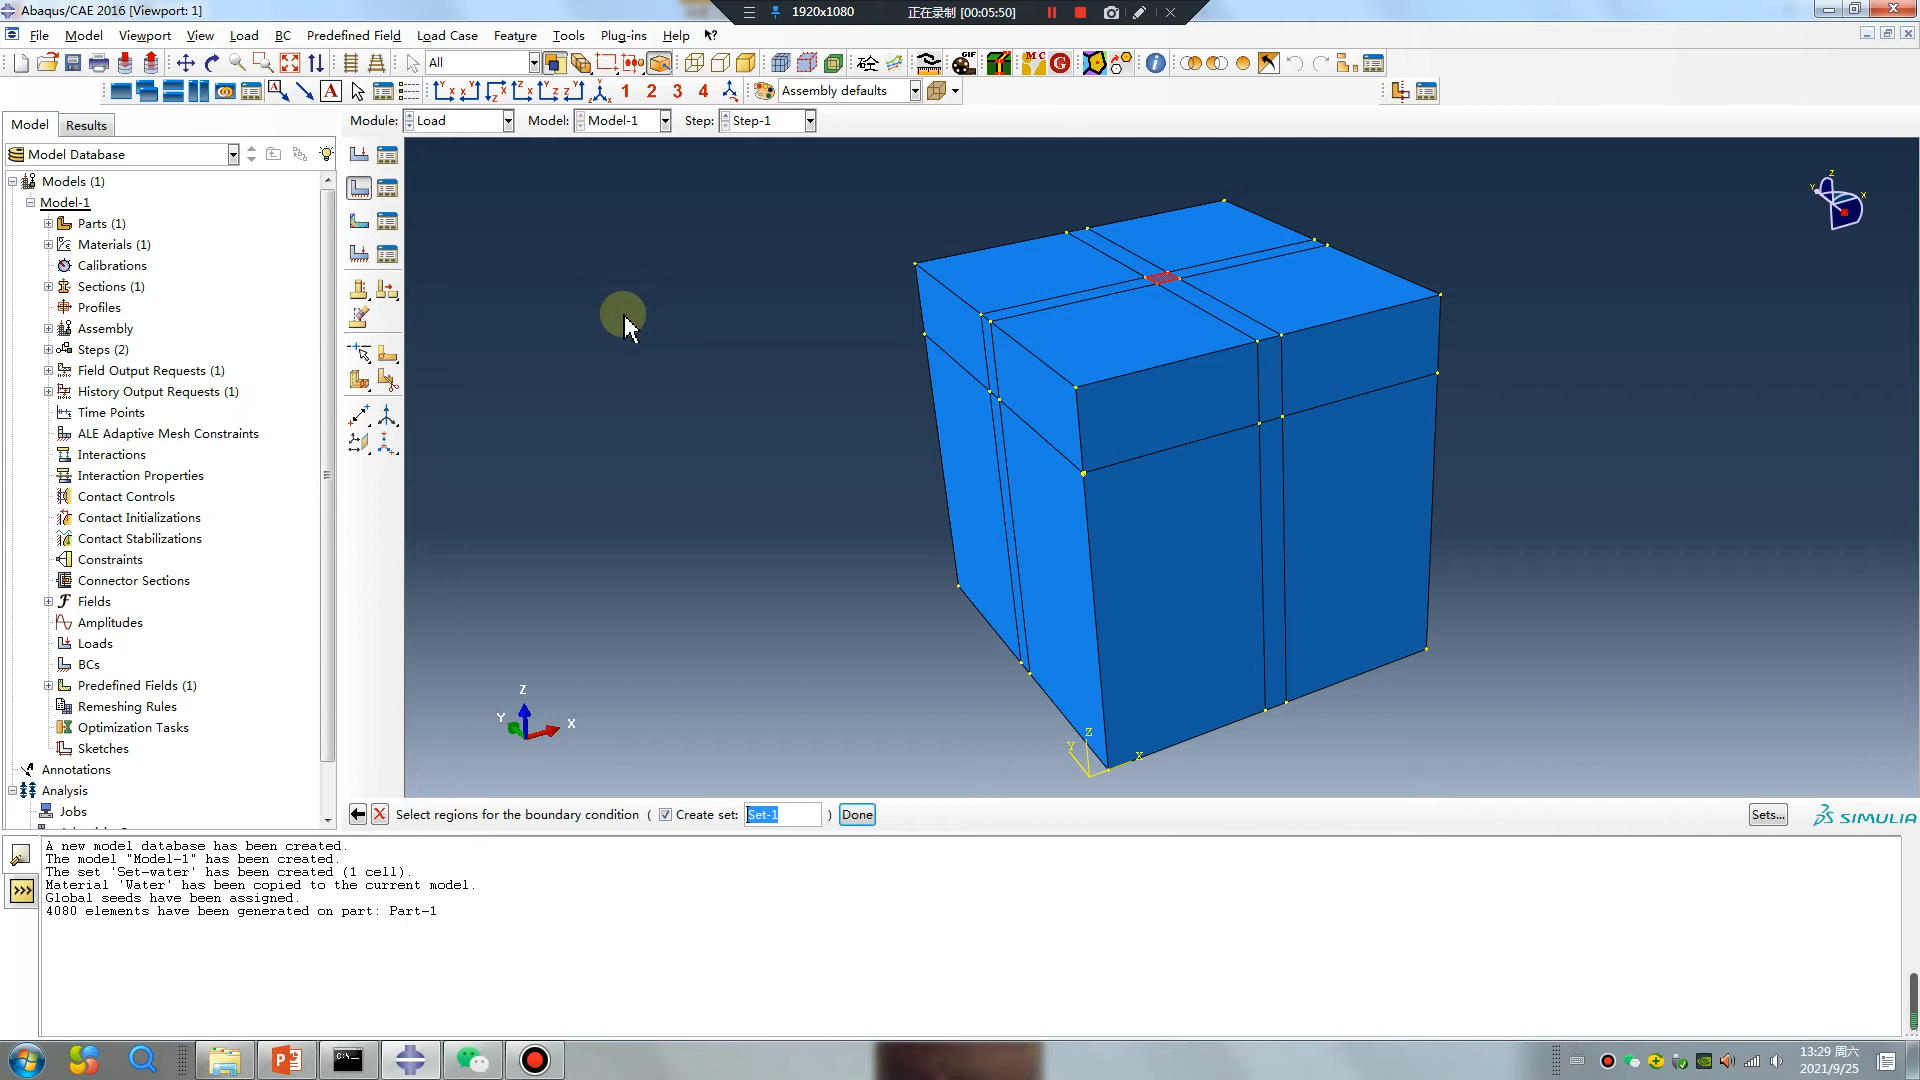 Abaqus/CAE 2016 [Viewport: 1]
1920x1080
正在录制 [00:05:50]
File Model Viewport View Load BC Predefined Field Load Case Feature Tools Plug-ins Help
All
砼
GIF
MC
G
A
1 2 3 4
Assembly defaults
Model Results
Module: Load Model: Model-1 Step: Step-1
Model Database
Models (1)
Model-1
Parts (1)
Materials (1)
Calibrations
Sections (1)
Profiles
Assembly
Steps (2)
Field Output Requests (1)
History Output Requests (1)
Time Points
ALE Adaptive Mesh Constraints
Interactions
Interaction Properties
Contact Controls
Contact Initializations
Contact Stabilizations
Constraints
Connector Sections
Fields
Amplitudes
Loads
BCs
Predefined Fields (1)
Remeshing Rules
Optimization Tasks
Sketches
Annotations
Analysis
Jobs
Z
Y
X
Z
Y
X
Z
Y
X
Select regions for the boundary condition ( Create set: Set-1 ) Done
Sets...
SIMULIA
A new model database has been created.
The model "Model-1" has been created.
The set 'Set-water' has been created (1 cell).
Material 'Water' has been copied to the current model.
Global seeds have been assigned.
4080 elements have been generated on part: Part-1
13:29 周六
2021/9/25